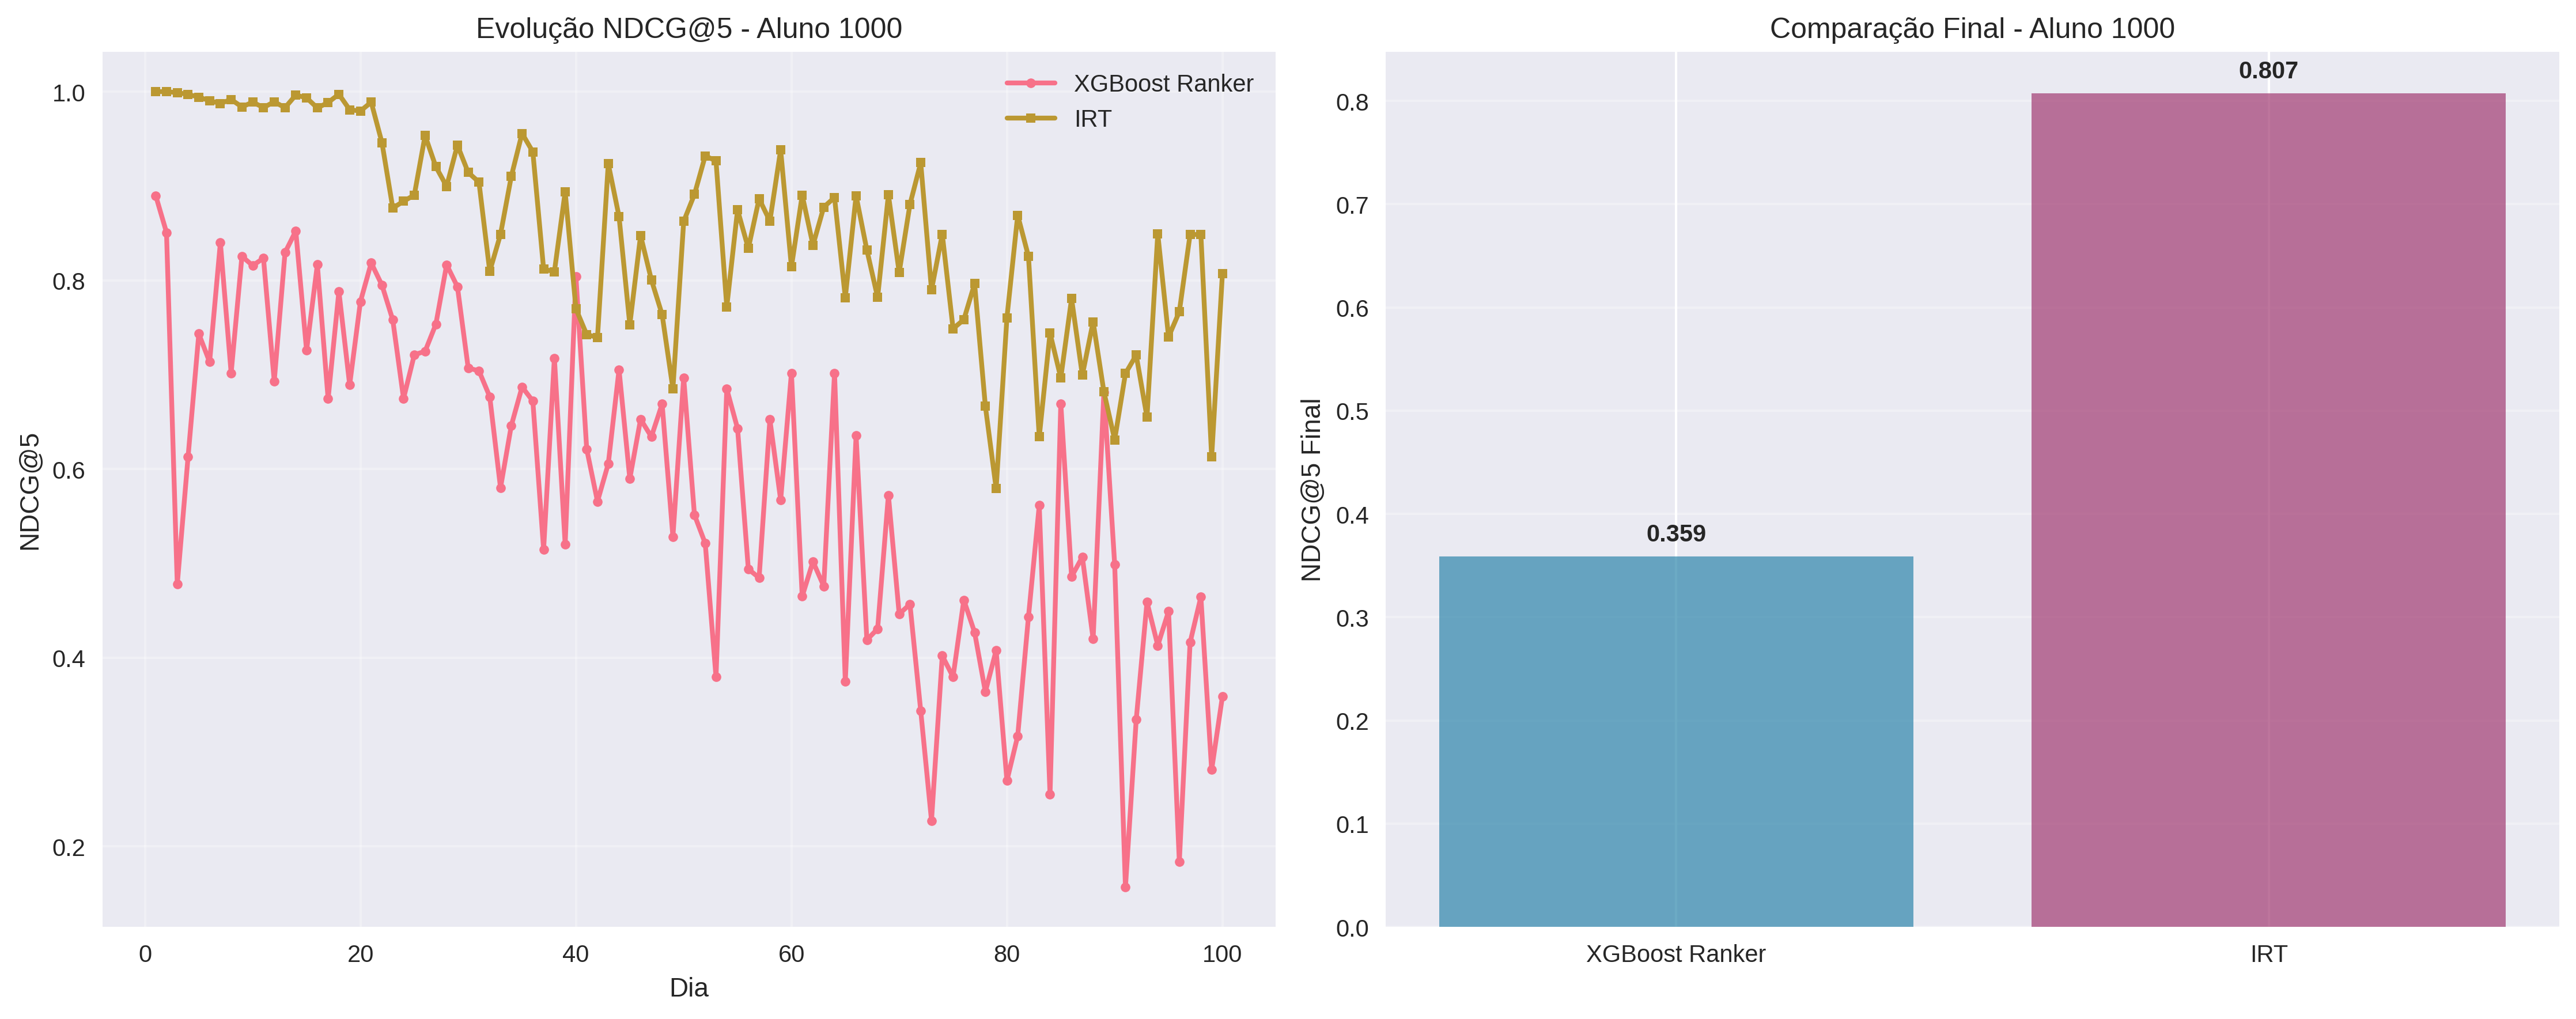 Evolução NDCG@5 - Aluno 1000
XGBoost Ranker
IRT
NDCG@5
1.0
0.8
0.6
0.4
0.2
0
20
40
60
80
100
Dia
Comparação Final - Aluno 1000
NDCG@5 Final
0.8
0.7
0.6
0.5
0.4
0.3
0.2
0.1
0.0
0.359
0.807
XGBoost Ranker
IRT